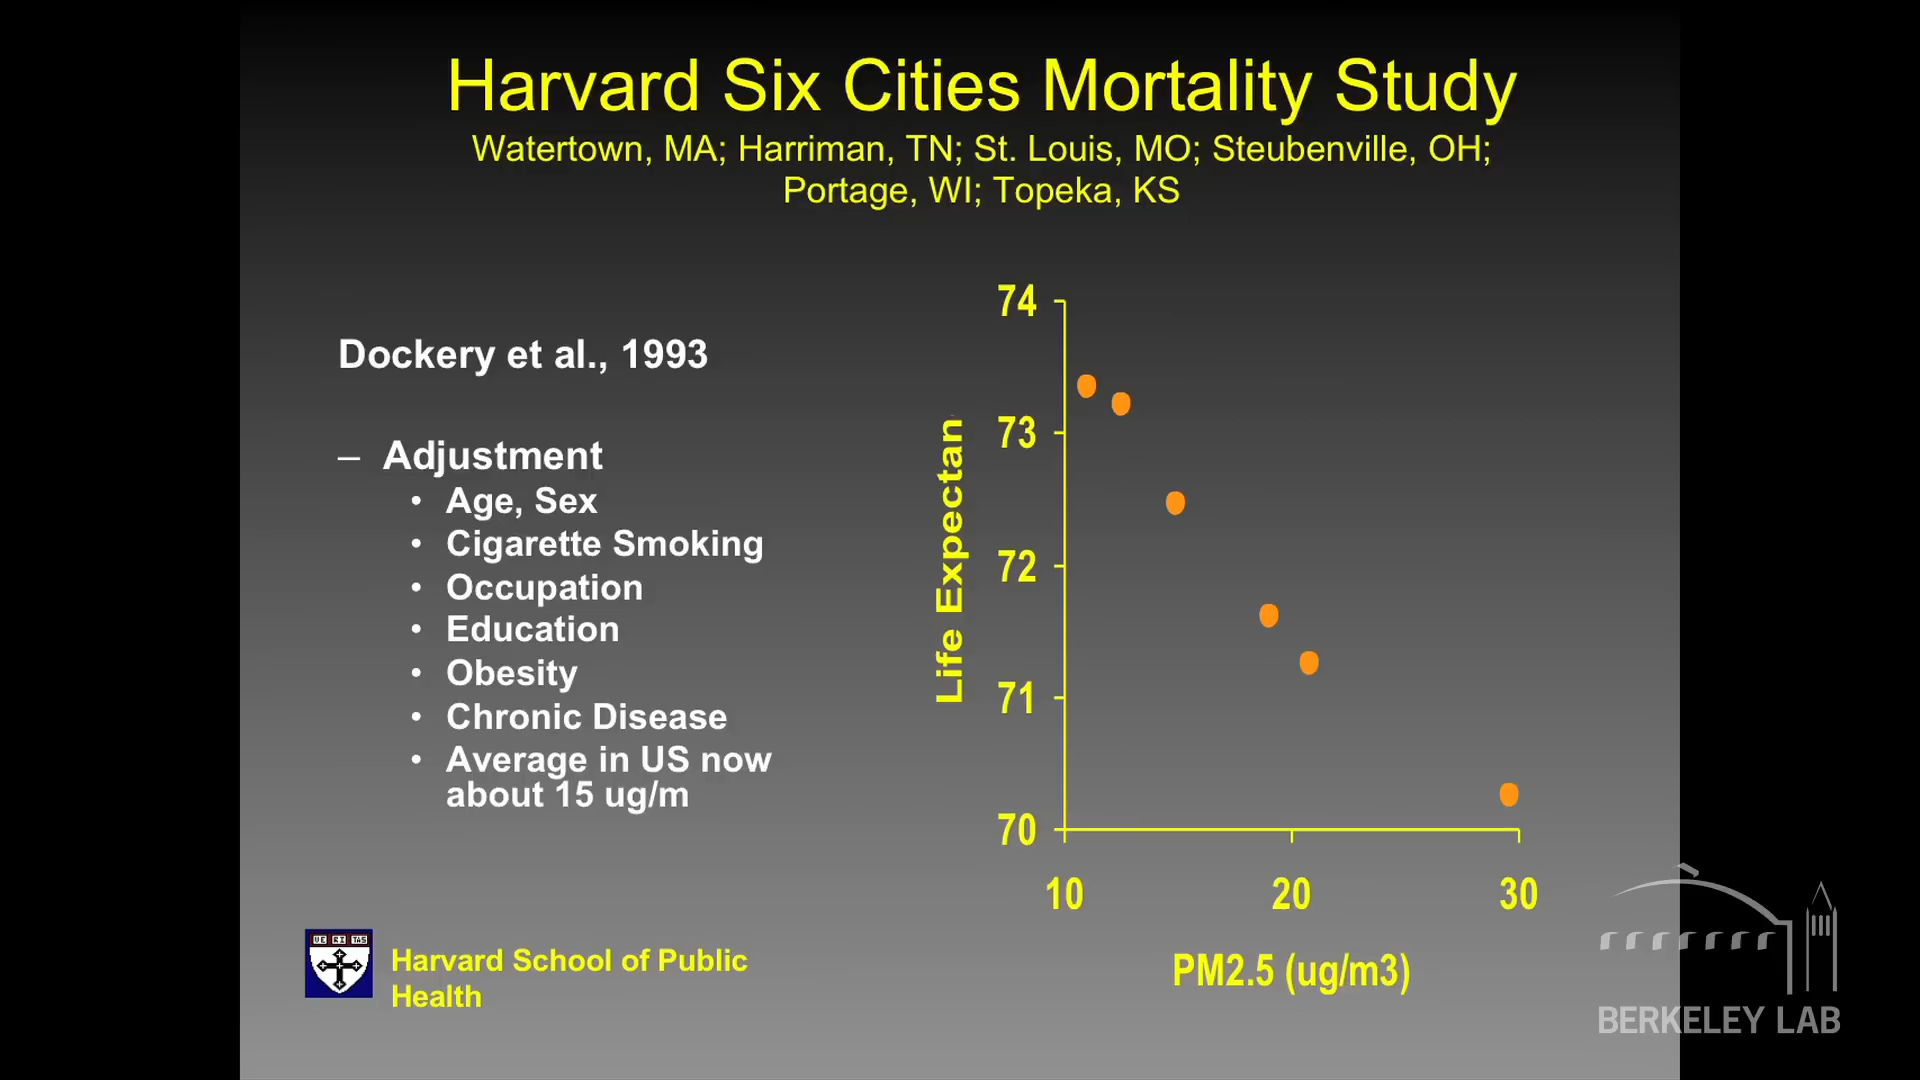 Harvard Six Cities Mortality Study
Watertown, MA; Harriman, TN; St. Louis, MO; Steubenville, OH;
Portage, WI; Topeka, KS
Dockery et al., 1993
– Adjustment
• Age, Sex
• Cigarette Smoking
• Occupation
• Education
• Obesity
• Chronic Disease
• Average in US now
about 15 ug/m
Life Expectan
74
73
72
71
70
10 20 30
PM2.5 (ug/m3)
VE RI TAS
Harvard School of Public
Health
BERKELEY LAB